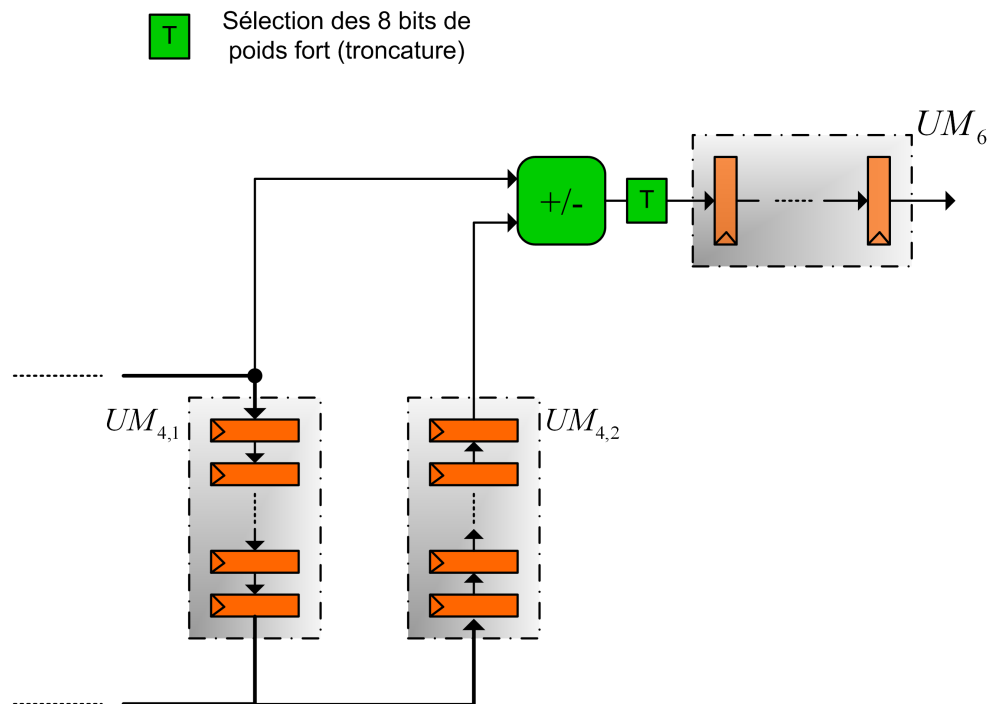 T
Sélection des 8 bits de
poids fort (troncature)
UM6
+/-
T
UM4,1
UM4,2